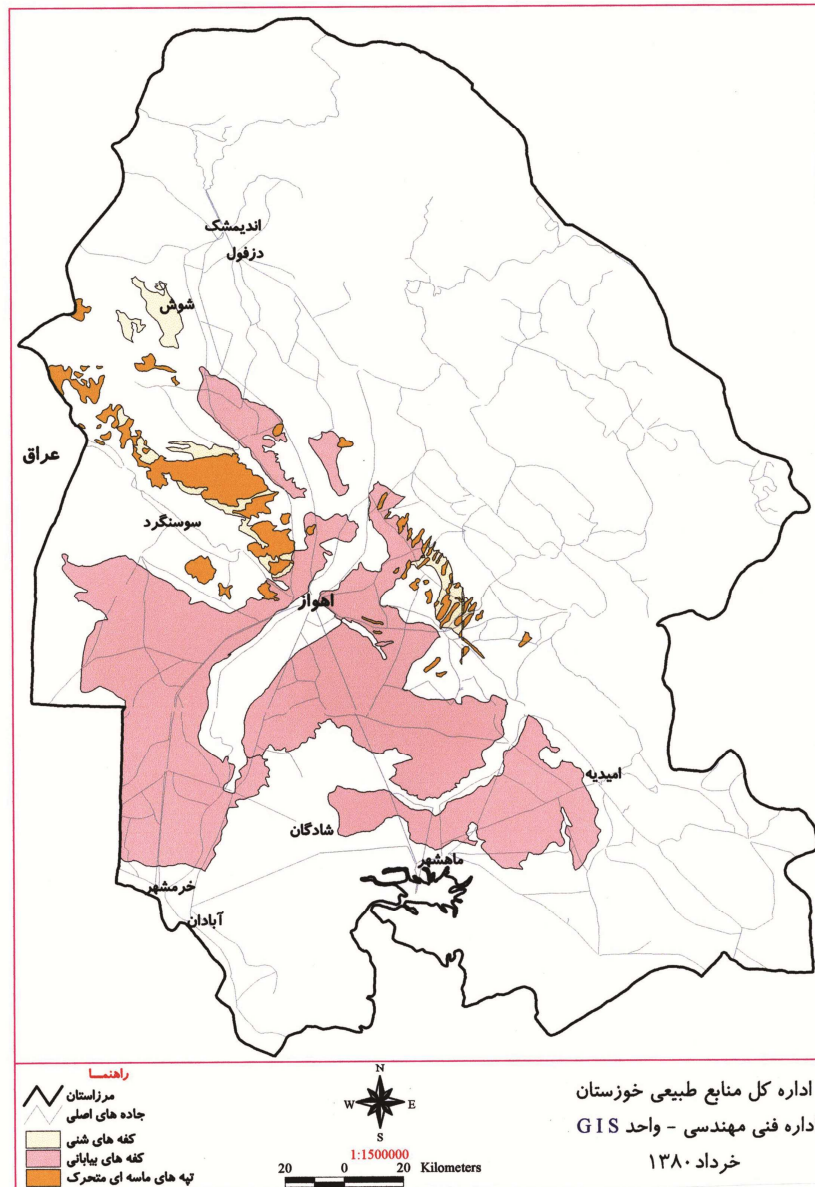 اندیمشک
دزفول
شوش
عراق
سوسنگرد
اهواز
امیدیه
شادگان
ماهشهر
خرمشهر
آبادان
راهنمــا
مرزاستان
جاده های اصلی
کفه های شنی
کفه های بیابانی
تپه های ماسه ای متحرک
N
W E
S
1:1500000
20 0 20 Kilometers
اداره کل منابع طبیعی خوزستان
داره فنی مهندسی - واحد GIS
خرداد ۱۳۸۰